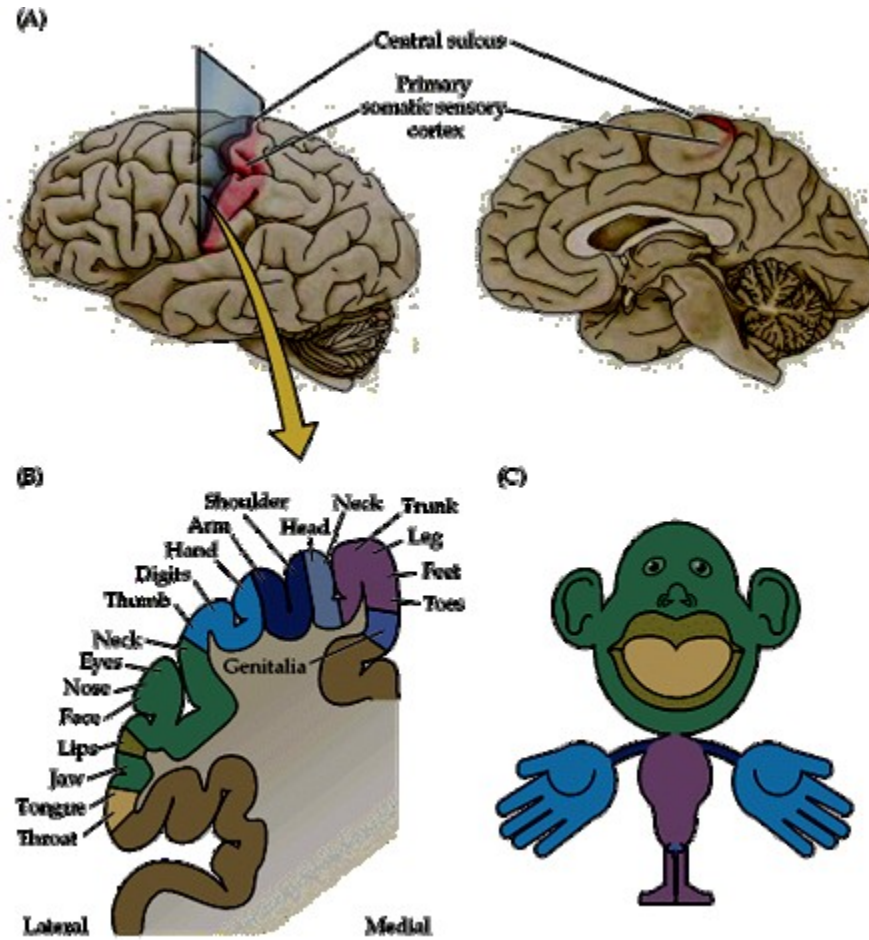 (A)
Central sulcus
Primary
somatic sensory
cortex
(B)
Shoulder
Arm
Hand
Digits
Thumb
Neck
Eyes
Nose
Face
Lips
Jaw
Tongue
Throat
Head
Neck
Trunk
Leg
Feet
Toes
Genitalia
Lateral
Medial
(C)